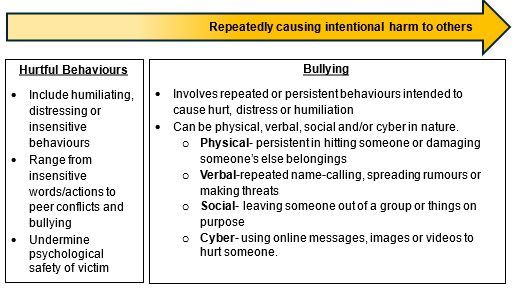 Repeatedly causing intentional harm to others
Hurtful Behaviours
• Include humiliating,
distressing or
insensitive
behaviours
• Range from
insensitive
words/actions to
peer conflicts and
bullying
• Undermine
psychological
safety of victim
Bullying
• Involves repeated or persistent behaviours intended to
cause hurt, distress or humiliation
• Can be physical, verbal, social and/or cyber in nature.
o Physical- persistent in hitting someone or damaging
someone's else belongings
o Verbal-repeated name-calling, spreading rumours or
making threats
o Social- leaving someone out of a group or things on
purpose
o Cyber- using online messages, images or videos to
hurt someone.